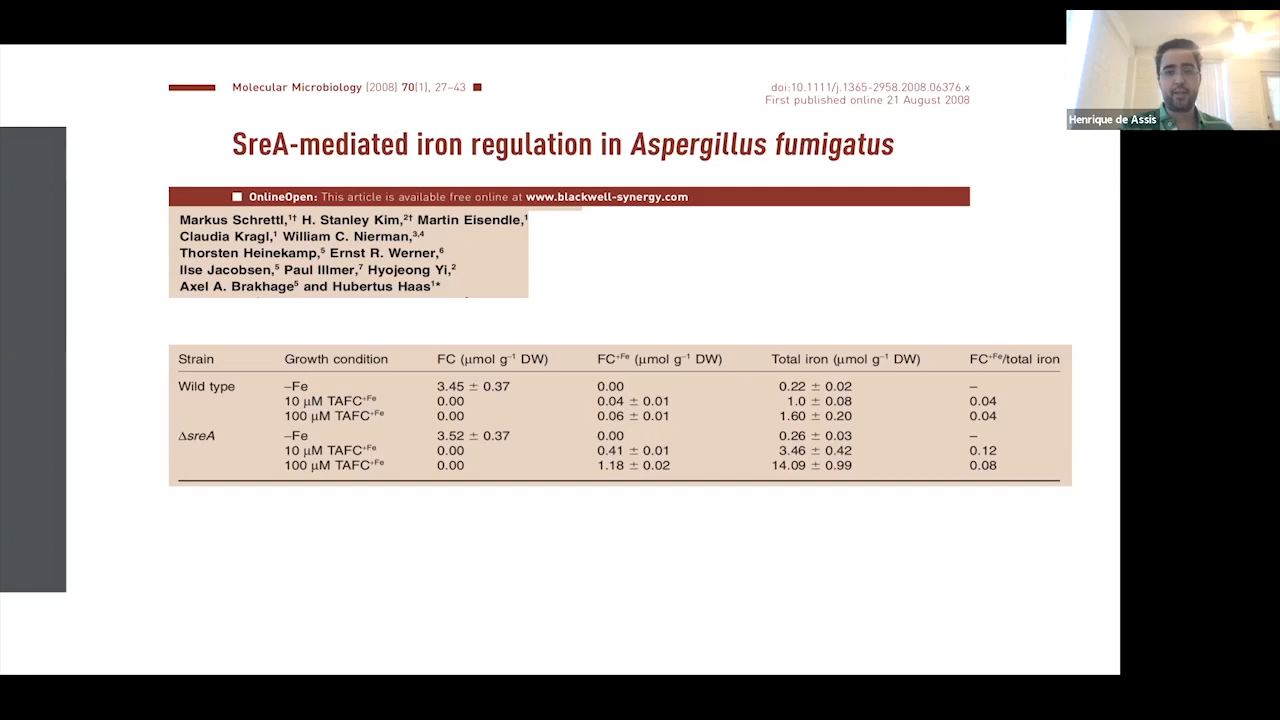 Molecular Microbiology (2008) 70(1), 27–43
doi:10.1111/j.1365-2958.2008.06376.x
First published online 21 August 2008
SreA-mediated iron regulation in Aspergillus fumigatus
OnlineOpen: This article is available free online at www.blackwell-synergy.com
Markus Schrettl,¹† H. Stanley Kim,²† Martin Eisendle,¹
Claudia Kragl,¹ William C. Nierman,³,⁴
Thorsten Heinekamp,⁵ Ernst R. Werner,⁶
Ilse Jacobsen,⁵ Paul Illmer,⁷ Hyojeong Yi,²
Axel A. Brakhage⁵ and Hubertus Haas¹*
Strain Growth condition FC (μmol g⁻¹ DW) FC⁺ᶠᵉ (μmol g⁻¹ DW) Total iron (μmol g⁻¹ DW) FC⁺ᶠᵉ/total iron
Wild type –Fe 3.45 ± 0.37 0.00 0.22 ± 0.02 –
10 μM TAFC⁺ᶠᵉ 0.00 0.04 ± 0.01 1.0 ± 0.08 0.04
100 μM TAFC⁺ᶠᵉ 0.00 0.06 ± 0.01 1.60 ± 0.20 0.04
ΔsreA –Fe 3.52 ± 0.37 0.00 0.26 ± 0.03 –
10 μM TAFC⁺ᶠᵉ 0.00 0.41 ± 0.01 3.46 ± 0.42 0.12
100 μM TAFC⁺ᶠᵉ 0.00 1.18 ± 0.02 14.09 ± 0.99 0.08
Henrique de Assis